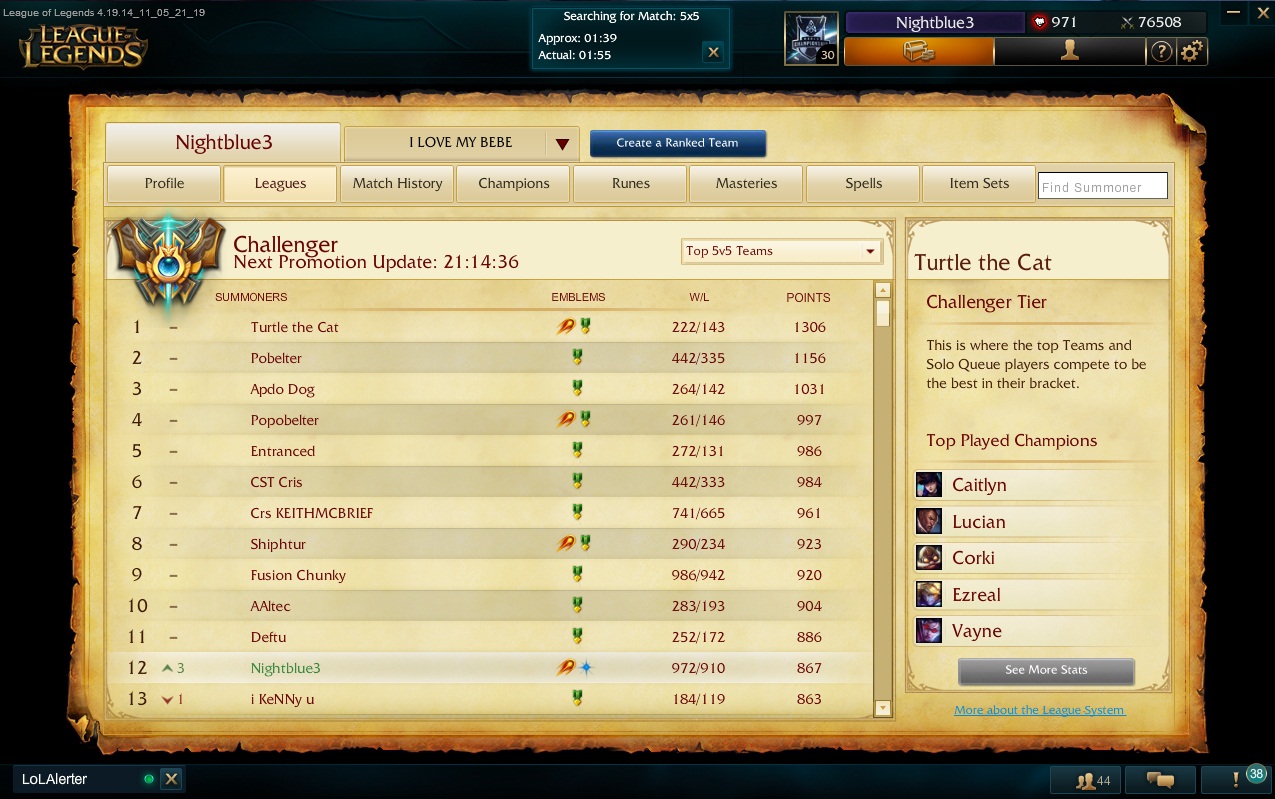 League of Legends 4.19.14_11_05_21_19
LEAGUE OF
LEGENDS
Searching for Match: 5x5
Approx: 01:39
Actual: 01:55
30
Nightblue3
971
76508
?
Nightblue3
I LOVE MY BEBE
Create a Ranked Team
Profile
Leagues
Match History
Champions
Runes
Masteries
Spells
Item Sets
Find Summoner
Challenger
Next Promotion Update: 21:14:36
Top 5v5 Teams
SUMMONERS EMBLEMS W/L POINTS
1 – Turtle the Cat 222/143 1306
2 – Pobelter 442/335 1156
3 – Apdo Dog 264/142 1031
4 – Popobelter 261/146 997
5 – Entranced 272/131 986
6 – CST Cris 442/333 984
7 – Crs KEITHMCBRIEF 741/665 961
8 – Shiphtur 290/234 923
9 – Fusion Chunky 986/942 920
10 – AAltec 283/193 904
11 – Deftu 252/172 886
12 3 Nightblue3 972/910 867
13 1 i KeNNy u 184/119 863
Turtle the Cat
Challenger Tier
This is where the top Teams and
Solo Queue players compete to be
the best in their bracket.
Top Played Champions
Caitlyn
Lucian
Corki
Ezreal
Vayne
See More Stats
More about the League System
LoLAlerter
44
!
38